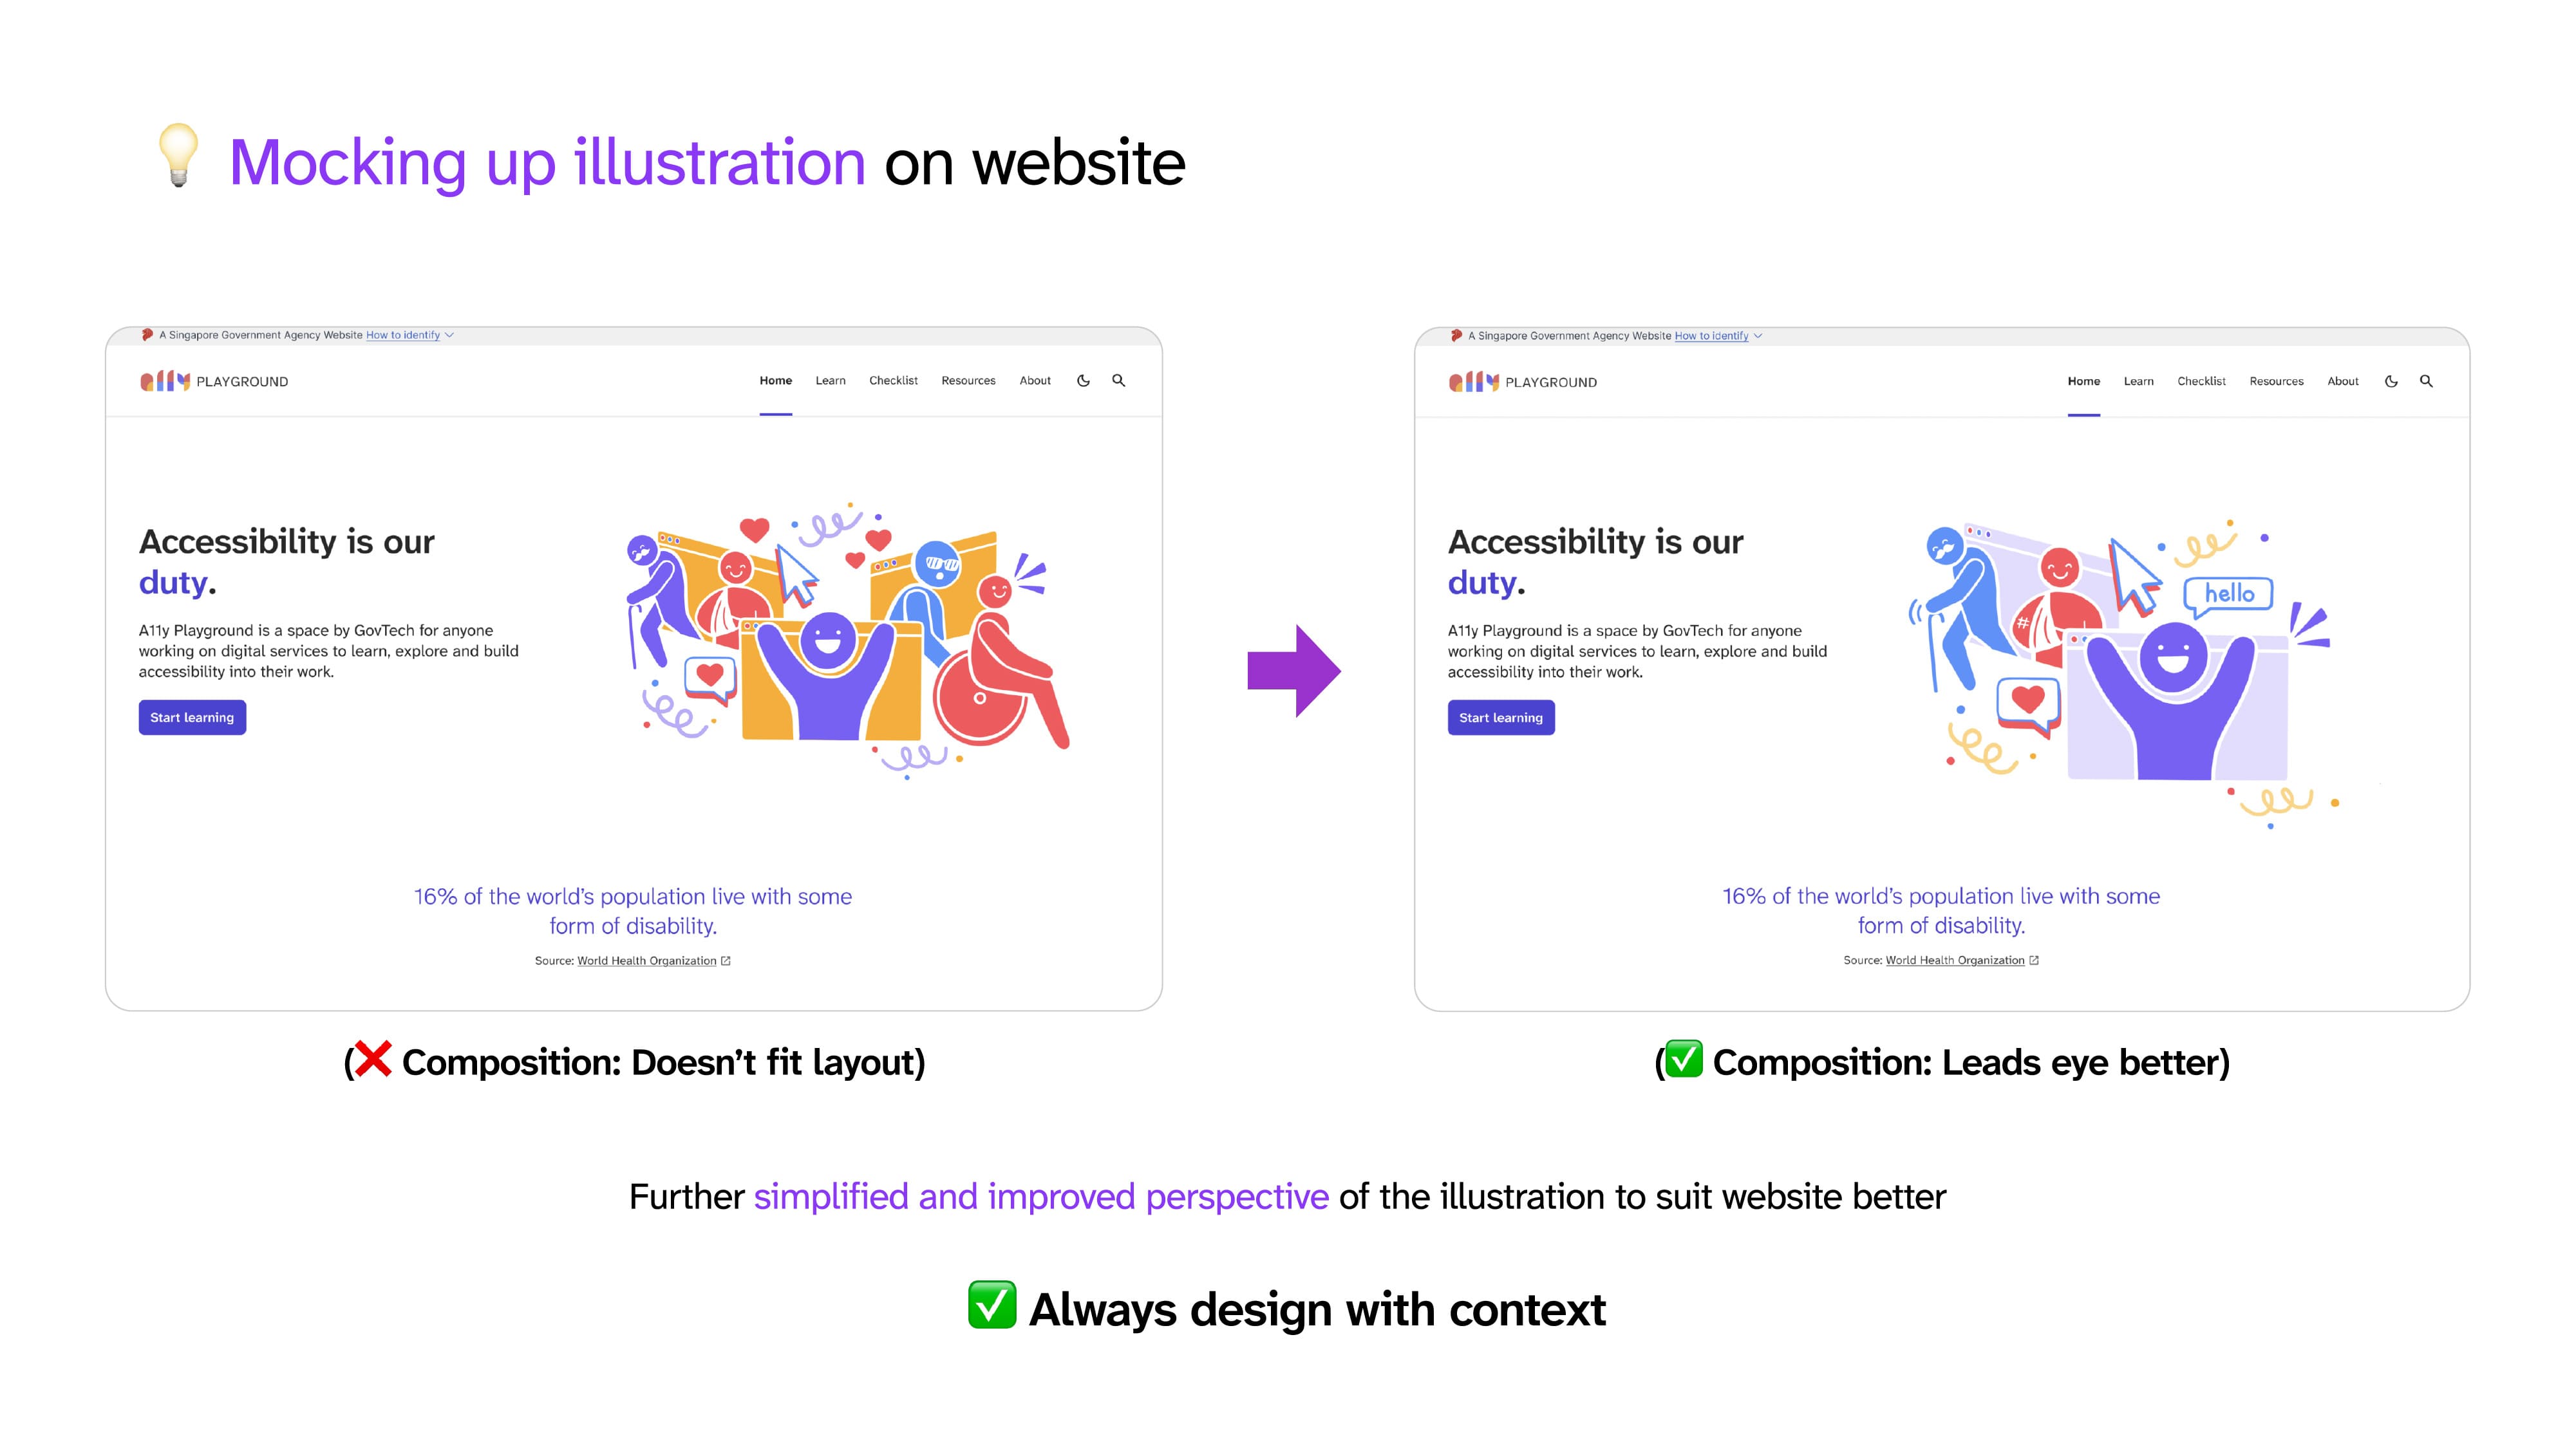 💡 Mocking up illustration on website
A Singapore Government Agency Website How to identify
a11y PLAYGROUND
Home Learn Checklist Resources About
Accessibility is our
duty.
A11y Playground is a space by GovTech for anyone
working on digital services to learn, explore and build
accessibility into their work.
Start learning
16% of the world's population live with some
form of disability.
Source: World Health Organization
(❌ Composition: Doesn't fit layout)
A Singapore Government Agency Website How to identify
a11y PLAYGROUND
Home Learn Checklist Resources About
Accessibility is our
duty.
A11y Playground is a space by GovTech for anyone
working on digital services to learn, explore and build
accessibility into their work.
Start learning
hello
#
16% of the world's population live with some
form of disability.
Source: World Health Organization
(✅ Composition: Leads eye better)
Further simplified and improved perspective of the illustration to suit website better
✅ Always design with context